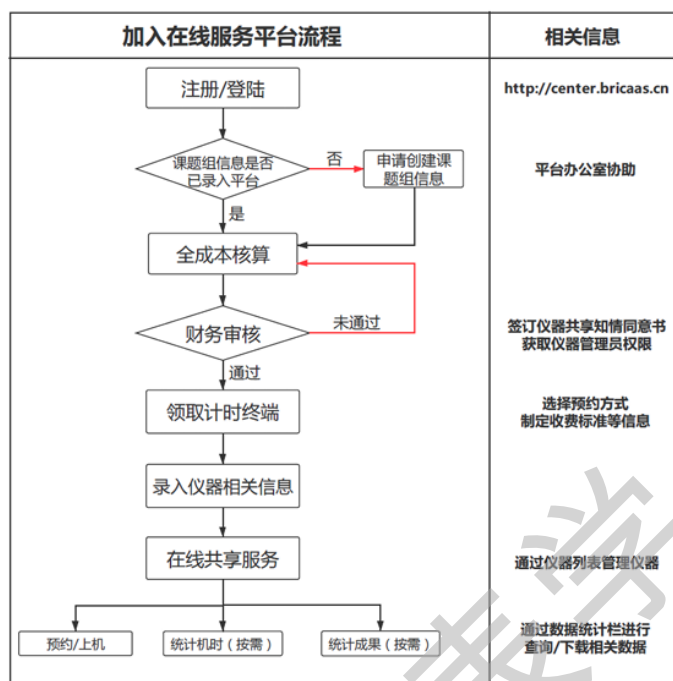 加入在线服务平台流程
相关信息
注册/登陆
http://center.bricaas.cn
课题组信息是否
已录入平台
否
申请创建课
题组信息
平台办公室协助
是
全成本核算
财务审核
未通过
签订仪器共享知情同意书
获取仪器管理员权限
通过
领取计时终端
选择预约方式
制定收费标准等信息
录入仪器相关信息
在线共享服务
通过仪器列表管理仪器
预约/上机
统计机时（按需）
统计成果（按需）
通过数据统计栏进行
查询/下载相关数据
表学